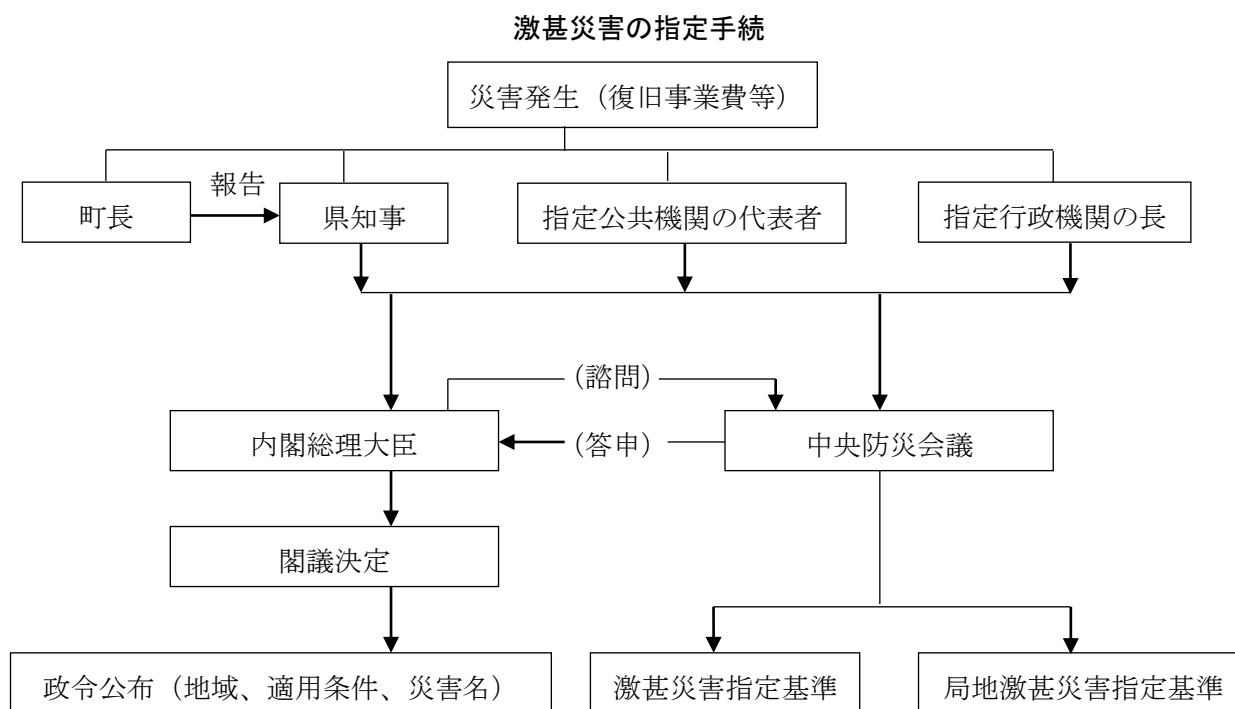 激甚災害の指定手続
災害発生（復旧事業費等）
報告
町長
県知事
指定公共機関の代表者
指定行政機関の長
（諮問）
内閣総理大臣
（答申）
中央防災会議
閣議決定
政令公布（地域、適用条件、災害名）
激甚災害指定基準
局地激甚災害指定基準